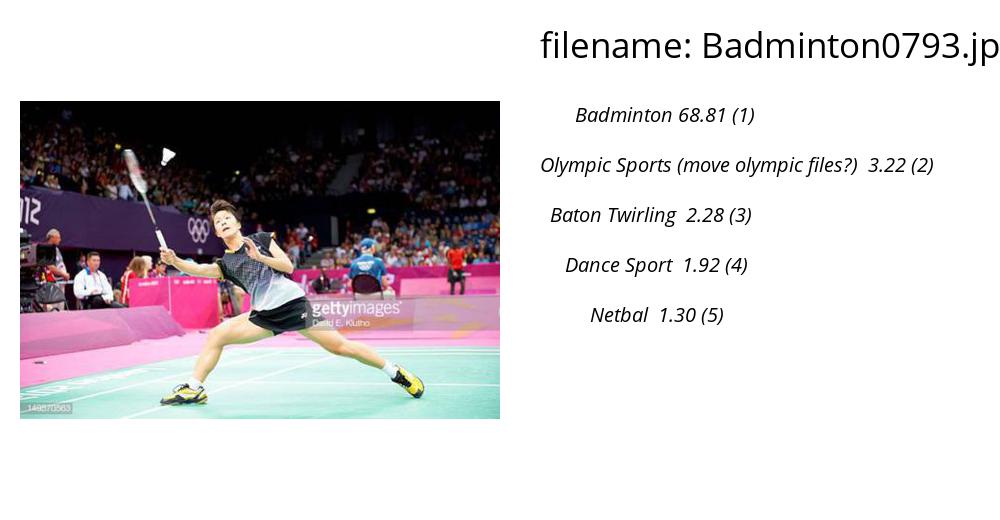 filename: Badminton0793.jp
Badminton 68.81 (1)
Olympic Sports (move olympic files?) 3.22 (2)
Baton Twirling 2.28 (3)
Dance Sport 1.92 (4)
Netbal 1.30 (5)
012
gettyimages
David E. Klutho
149570563